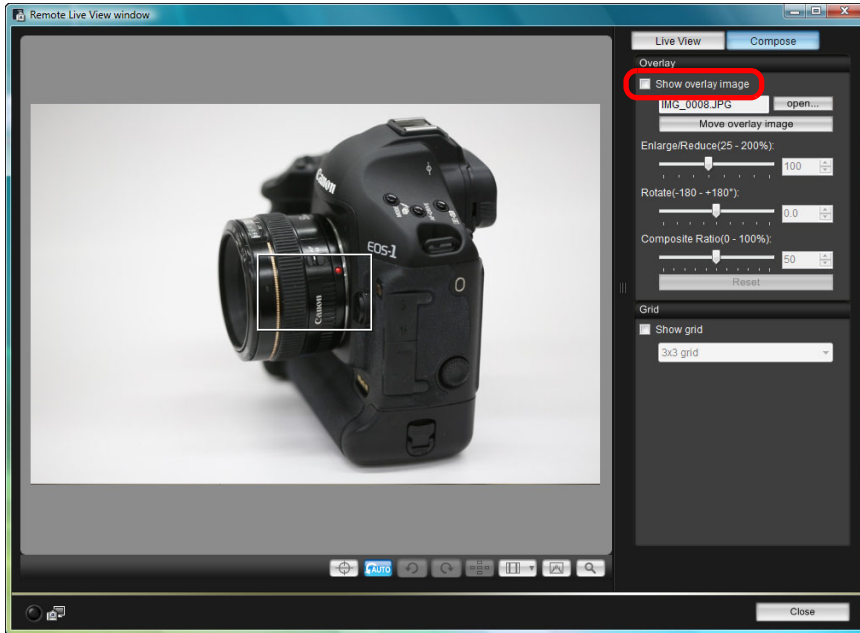 Remote Live View window
Live View
Compose
Overlay
Show overlay image
IMG_0008.JPG
open...
Move overlay image
Enlarge/Reduce(25 - 200%):
100
Rotate(-180 - +180°):
0.0
Composite Ratio(0 - 100%):
50
Reset
Grid
Show grid
3x3 grid
Canon
EOS-1
Canon
AUTO
Close